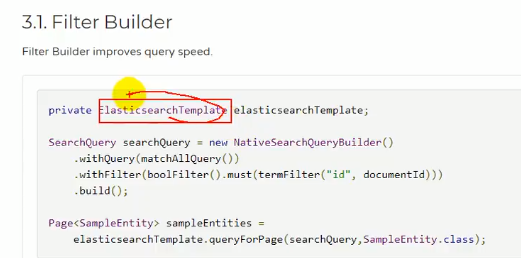 3.1. Filter Builder
Filter Builder improves query speed.
private ElasticsearchTemplate elasticsearchTemplate;
SearchQuery searchQuery = new NativeSearchQueryBuilder()
.withQuery(matchAllQuery())
.withFilter(boolFilter().must(termFilter("id", documentId)))
.build();
Page<SampleEntity> sampleEntities =
elasticsearchTemplate.queryForPage(searchQuery,SampleEntity.class);